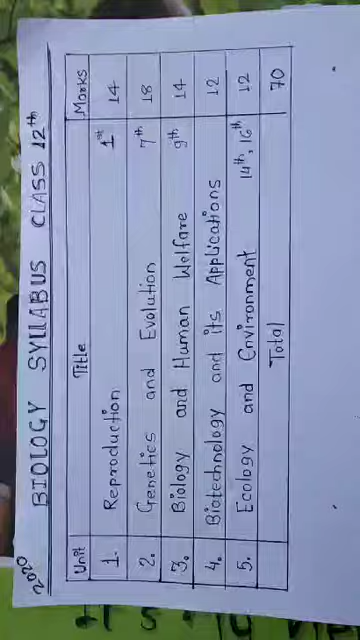 2020
BIOLOGY SYLLABUS CLASS 12th
Unit Title Marks
1. Reproduction 1st 14
2. Genetics and Evolution 7th 18
3. Biology and Human Welfare 9th 14
4. Biotechnology and its Applications 12
5. Ecology and Environment 14th, 16th 12
Total 70